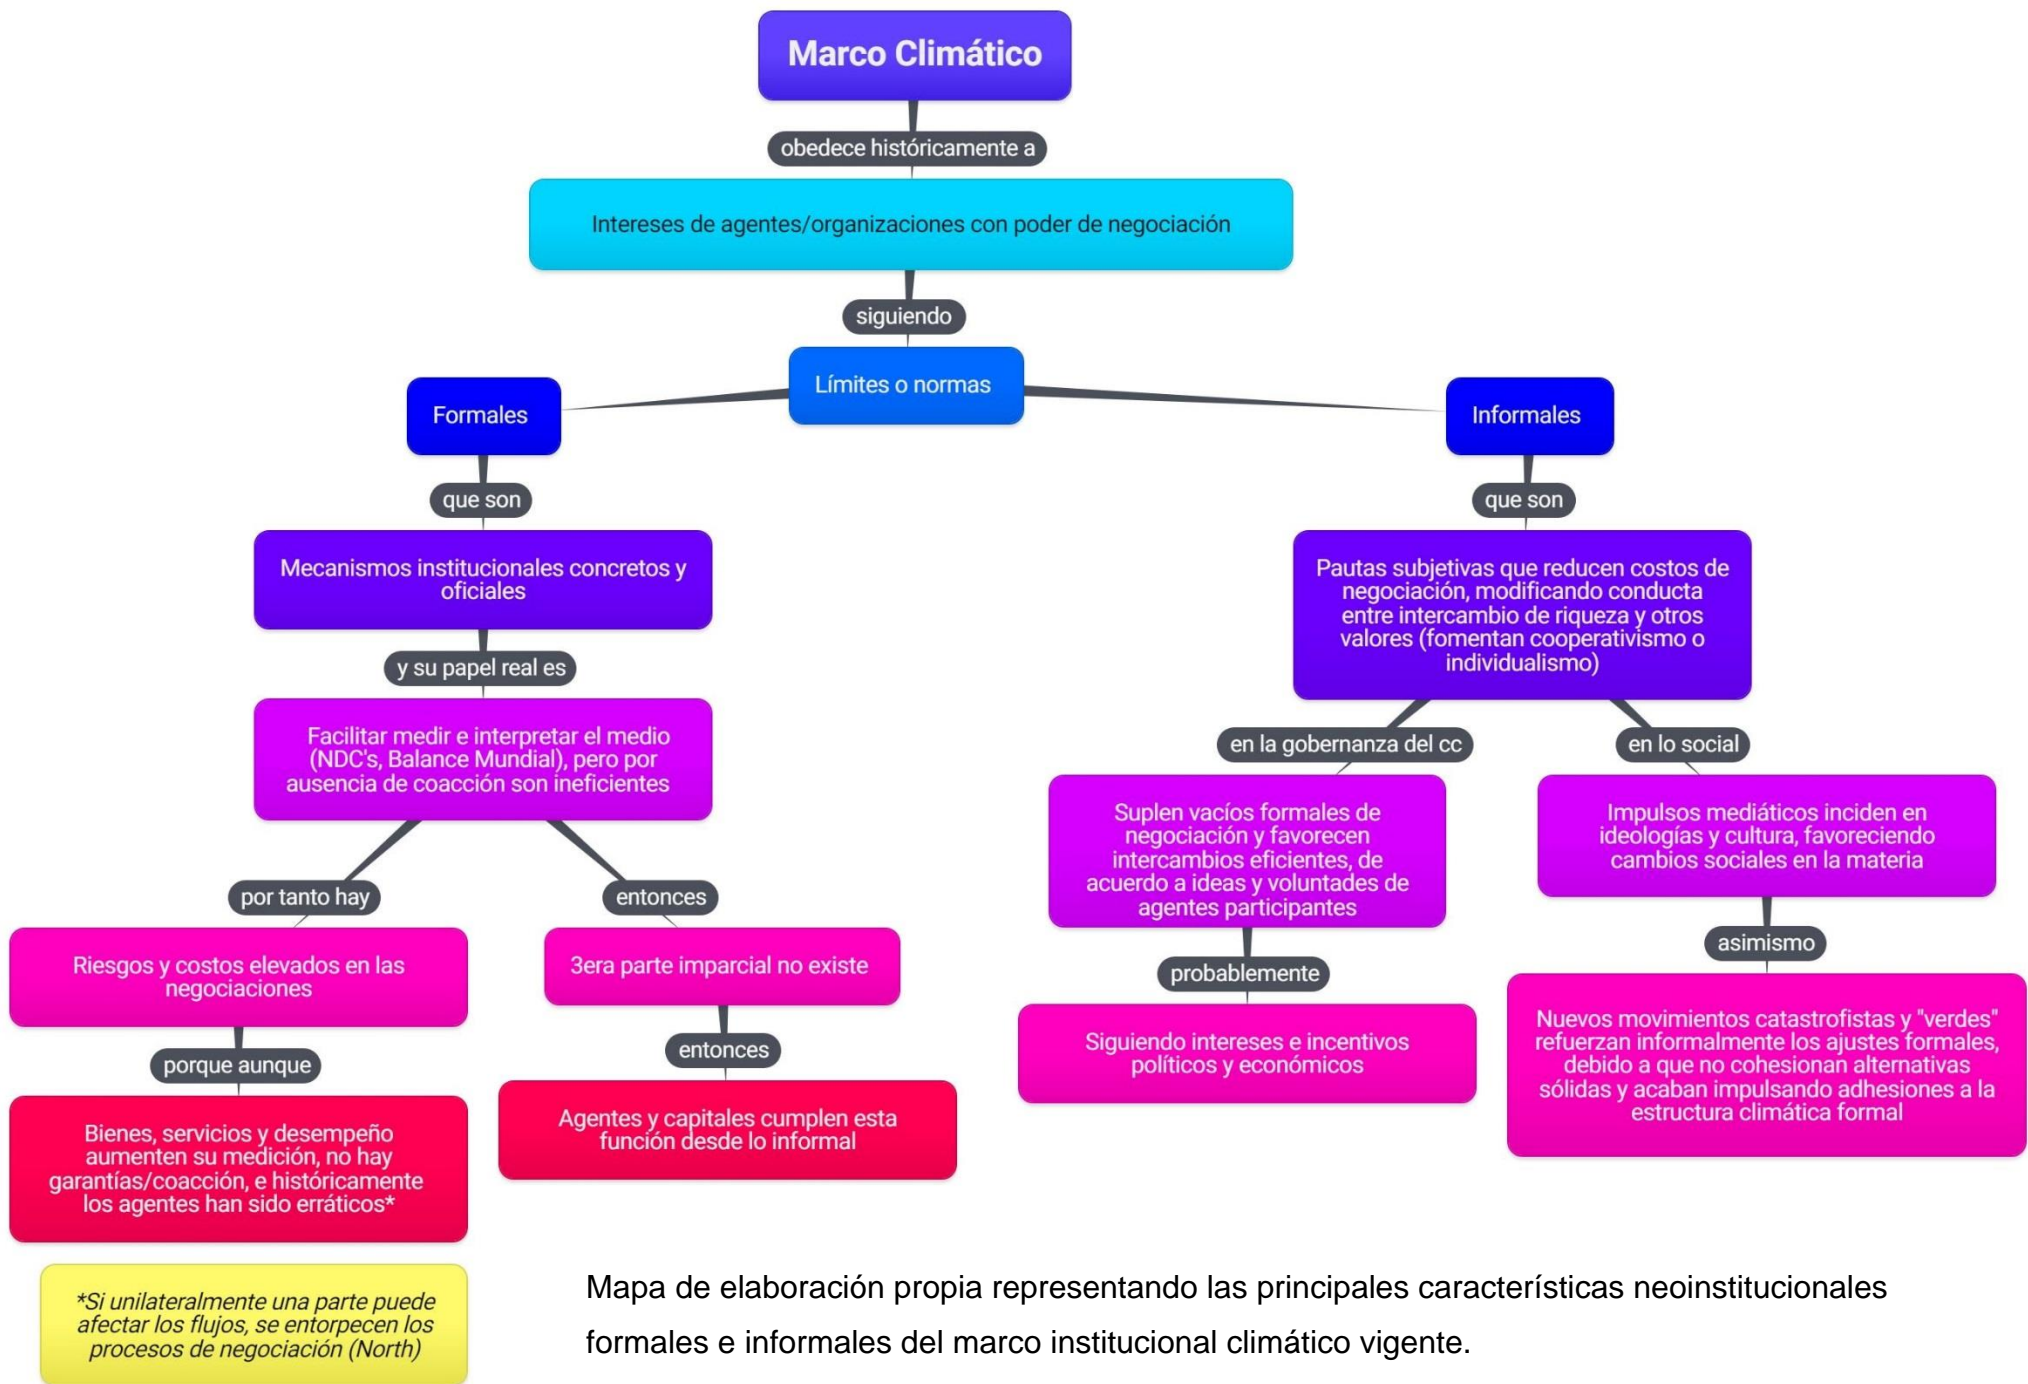 Marco Climático
obedece históricamente a
Intereses de agentes/organizaciones con poder de negociación
siguiendo
Límites o normas
Formales
que son
Mecanismos institucionales concretos y
oficiales
y su papel real es
Facilitar medir e interpretar el medio
(NDC's, Balance Mundial), pero por
ausencia de coacción son ineficientes
por tanto hay
Riesgos y costos elevados en las
negociaciones
porque aunque
Bienes, servicios y desempeño
aumenten su medición, no hay
garantías/coacción, e históricamente
los agentes han sido erráticos*
*Si unilateralmente una parte puede
afectar los flujos, se entorpecen los
procesos de negociación (North)
entonces
3era parte imparcial no existe
entonces
Agentes y capitales cumplen esta
función desde lo informal
Informales
que son
Pautas subjetivas que reducen costos de
negociación, modificando conducta
entre intercambio de riqueza y otros
valores (fomentan cooperativismo o
individualismo)
en la gobernanza del cc
Suplen vacíos formales de
negociación y favorecen
intercambios eficientes, de
acuerdo a ideas y voluntades de
agentes participantes
probablemente
Siguiendo intereses e incentivos
políticos y económicos
en lo social
Impulsos mediáticos inciden en
ideologías y cultura, favoreciendo
cambios sociales en la materia
asimismo
Nuevos movimientos catastrofistas y "verdes"
refuerzan informalmente los ajustes formales,
debido a que no cohesionan alternativas
sólidas y acaban impulsando adhesiones a la
estructura climática formal
Mapa de elaboración propia representando las principales características neoinstitucionales
formales e informales del marco institucional climático vigente.